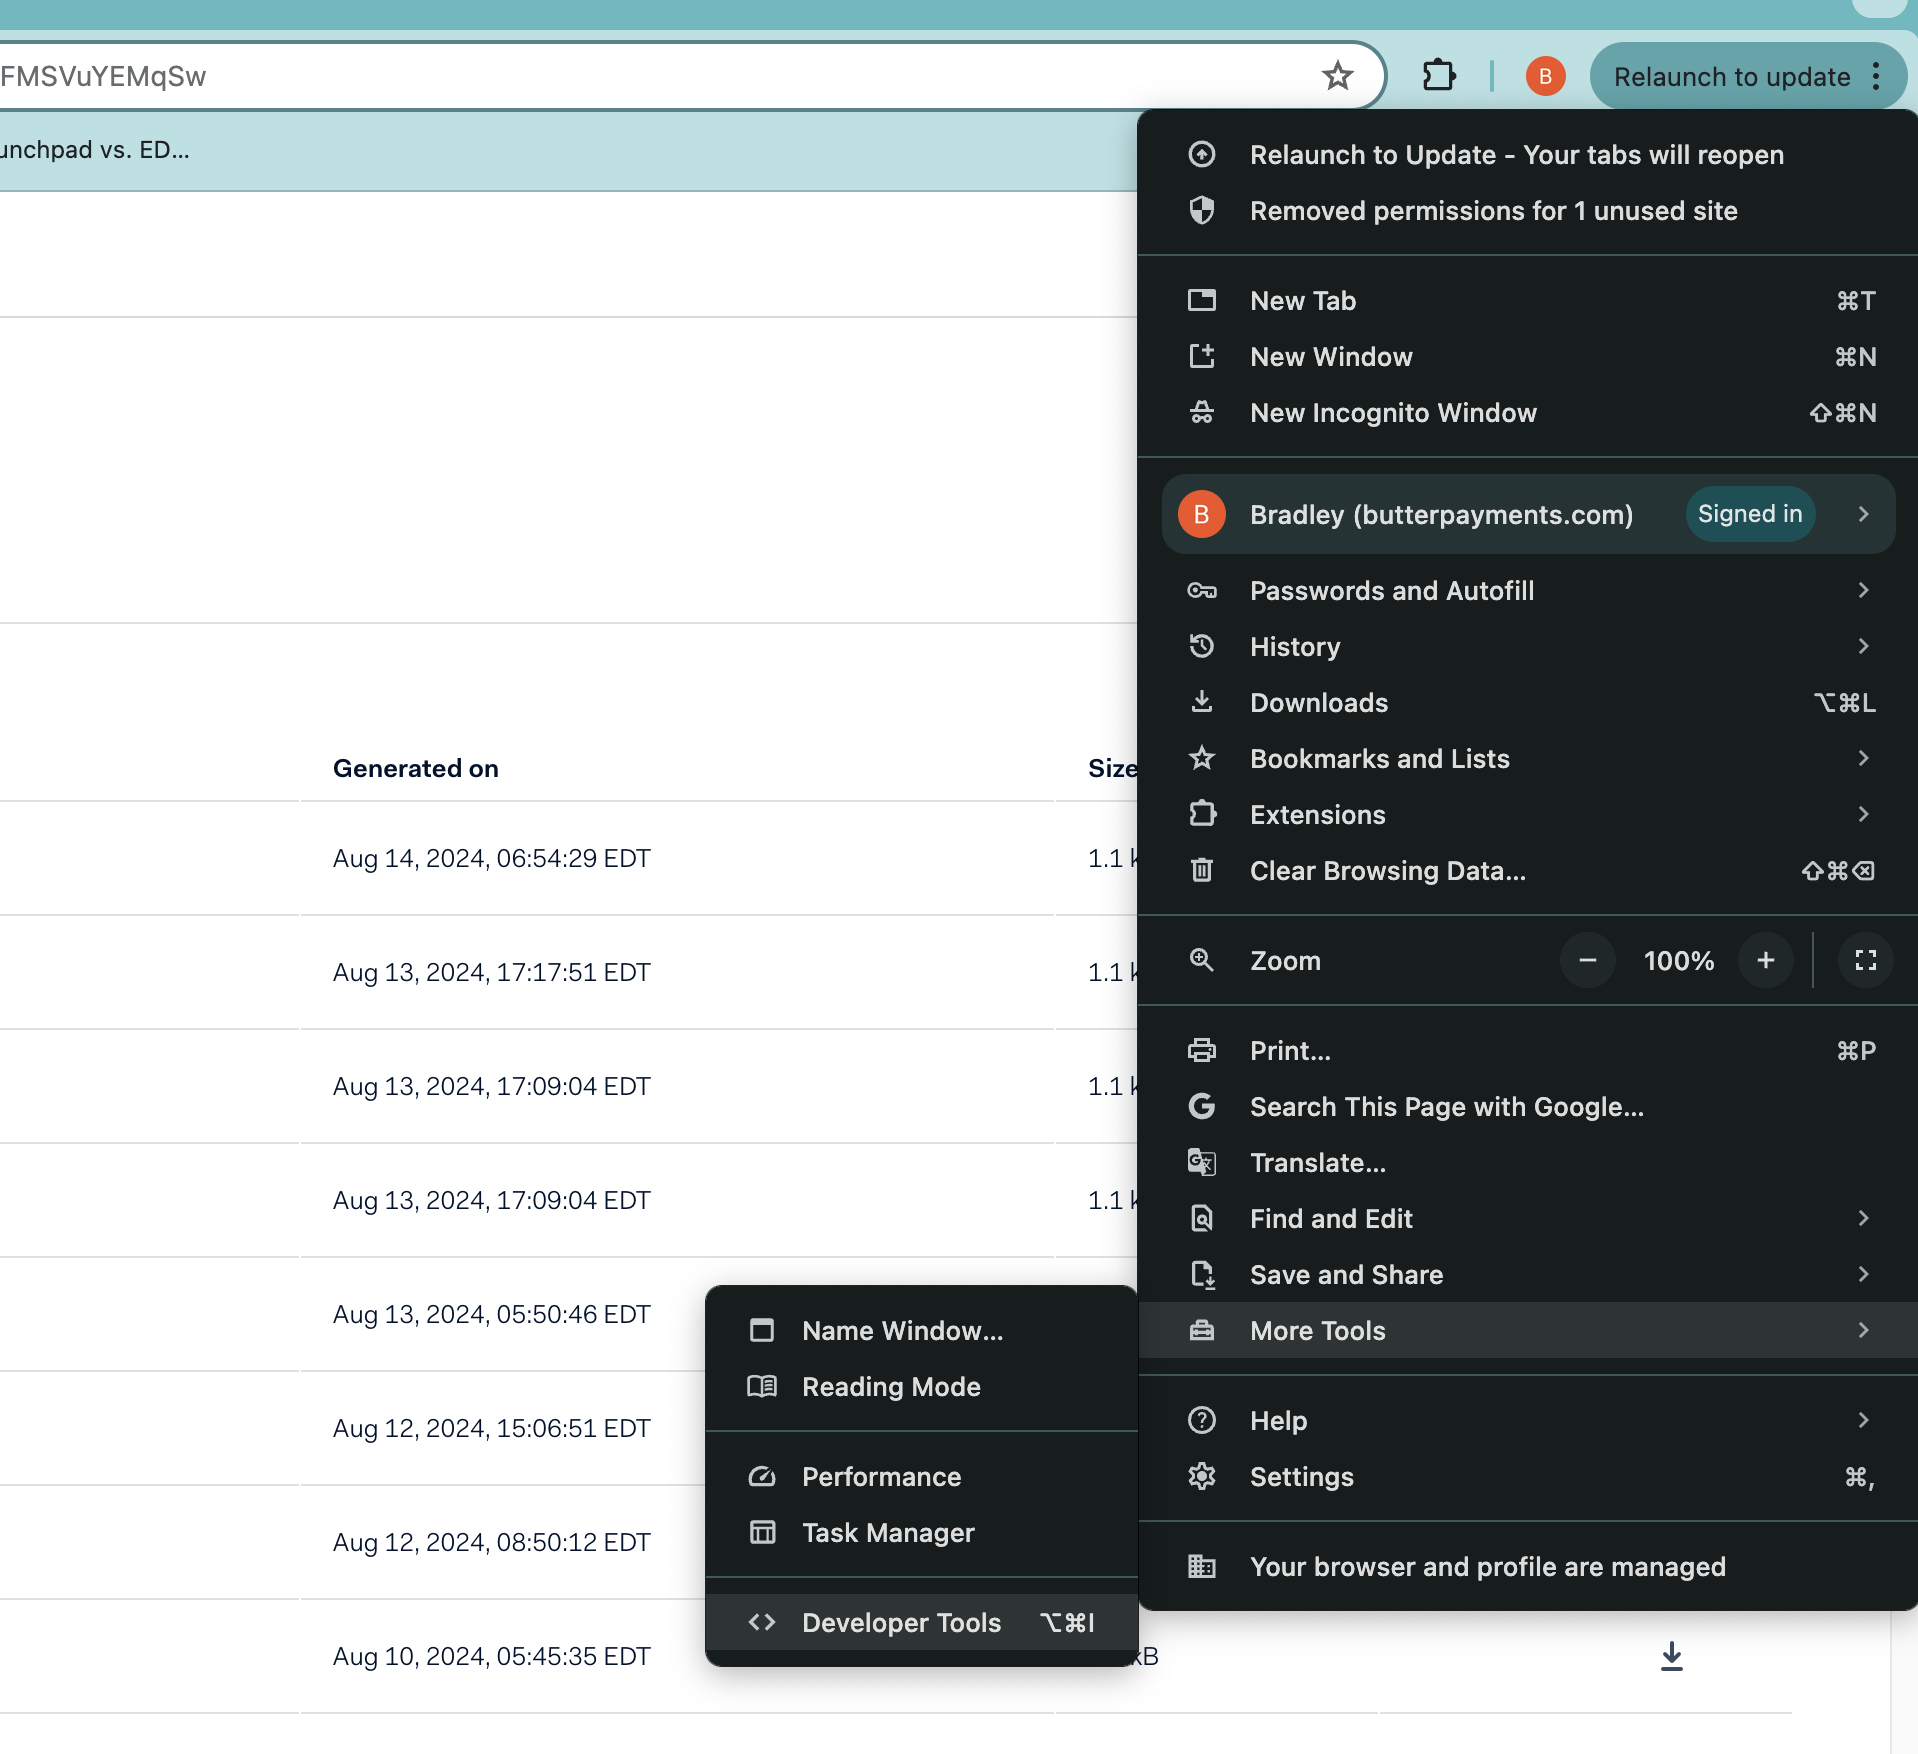 FMSVuYEMqSw
B
Relaunch to update
unchpad vs. ED...
Relaunch to Update - Your tabs will reopen
Removed permissions for 1 unused site
New Tab ⌘T
New Window ⌘N
New Incognito Window ⇧⌘N
B Bradley (butterpayments.com) Signed in
Passwords and Autofill
History
Downloads ⌥⌘L
Bookmarks and Lists
Extensions
Clear Browsing Data... ⇧⌘⌫
Zoom − 100% +
Print... ⌘P
Search This Page with Google...
Translate...
Find and Edit
Save and Share
More Tools
Help
Settings ⌘,
Your browser and profile are managed
Name Window...
Reading Mode
Performance
Task Manager
Developer Tools ⌥⌘I
Generated on Size
Aug 14, 2024, 06:54:29 EDT 1.1 k
Aug 13, 2024, 17:17:51 EDT 1.1 k
Aug 13, 2024, 17:09:04 EDT 1.1 k
Aug 13, 2024, 17:09:04 EDT 1.1 k
Aug 13, 2024, 05:50:46 EDT
Aug 12, 2024, 15:06:51 EDT
Aug 12, 2024, 08:50:12 EDT
Aug 10, 2024, 05:45:35 EDT kB